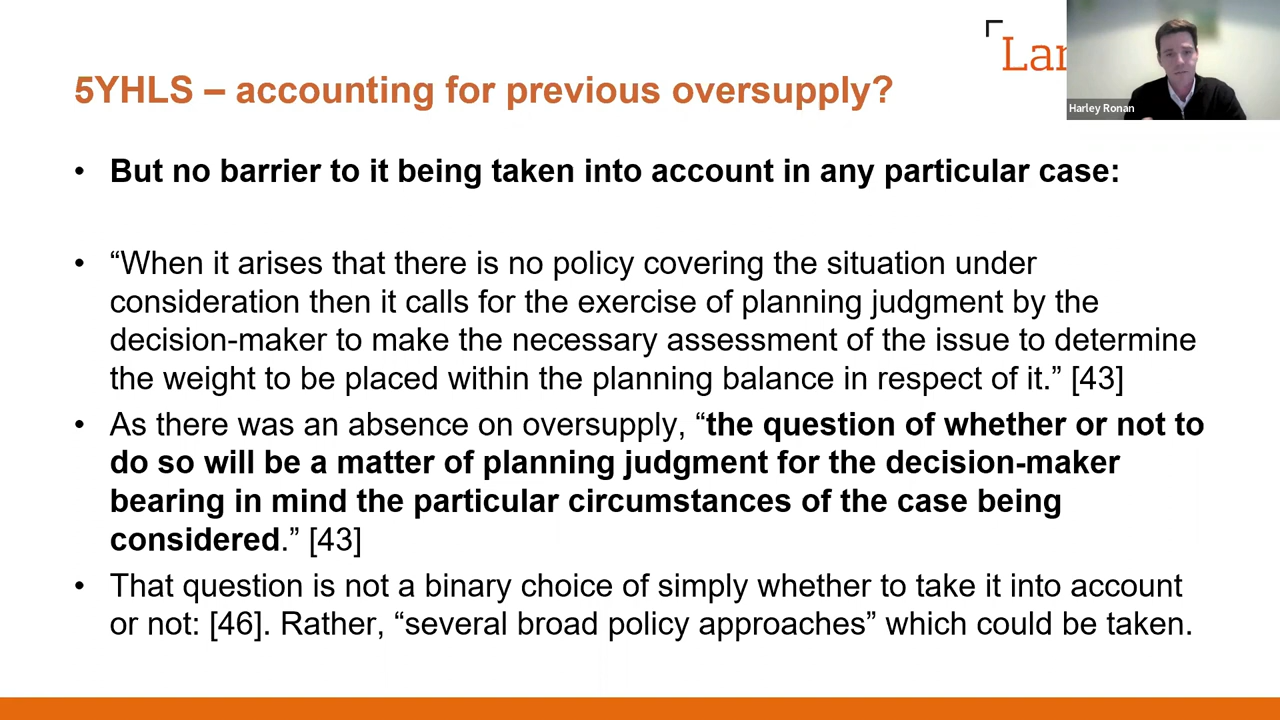 Lan
Harley Ronan
5YHLS – accounting for previous oversupply?
• But no barrier to it being taken into account in any particular case:
• “When it arises that there is no policy covering the situation under
consideration then it calls for the exercise of planning judgment by the
decision-maker to make the necessary assessment of the issue to determine
the weight to be placed within the planning balance in respect of it.” [43]
• As there was an absence on oversupply, “the question of whether or not to
do so will be a matter of planning judgment for the decision-maker
bearing in mind the particular circumstances of the case being
considered.” [43]
• That question is not a binary choice of simply whether to take it into account
or not: [46]. Rather, “several broad policy approaches” which could be taken.